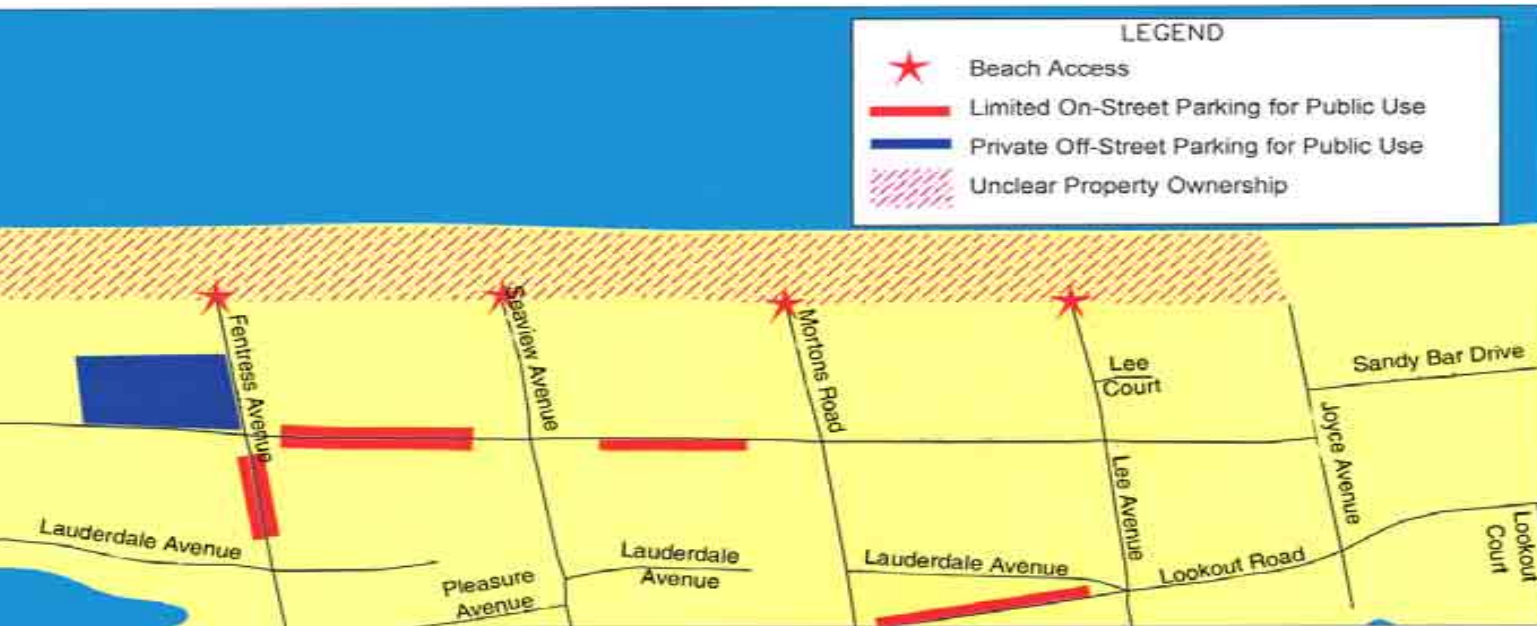 LEGEND
Beach Access
Limited On-Street Parking for Public Use
Private Off-Street Parking for Public Use
Unclear Property Ownership
Fentress Avenue
Seaview Avenue
Mortons Road
Lee
Court
Sandy Bar Drive
Joyce Avenue
Lee Avenue
Lauderdale Avenue
Pleasure
Avenue
Lauderdale
Avenue
Lauderdale Avenue
Lookout Road
Lookout
Court